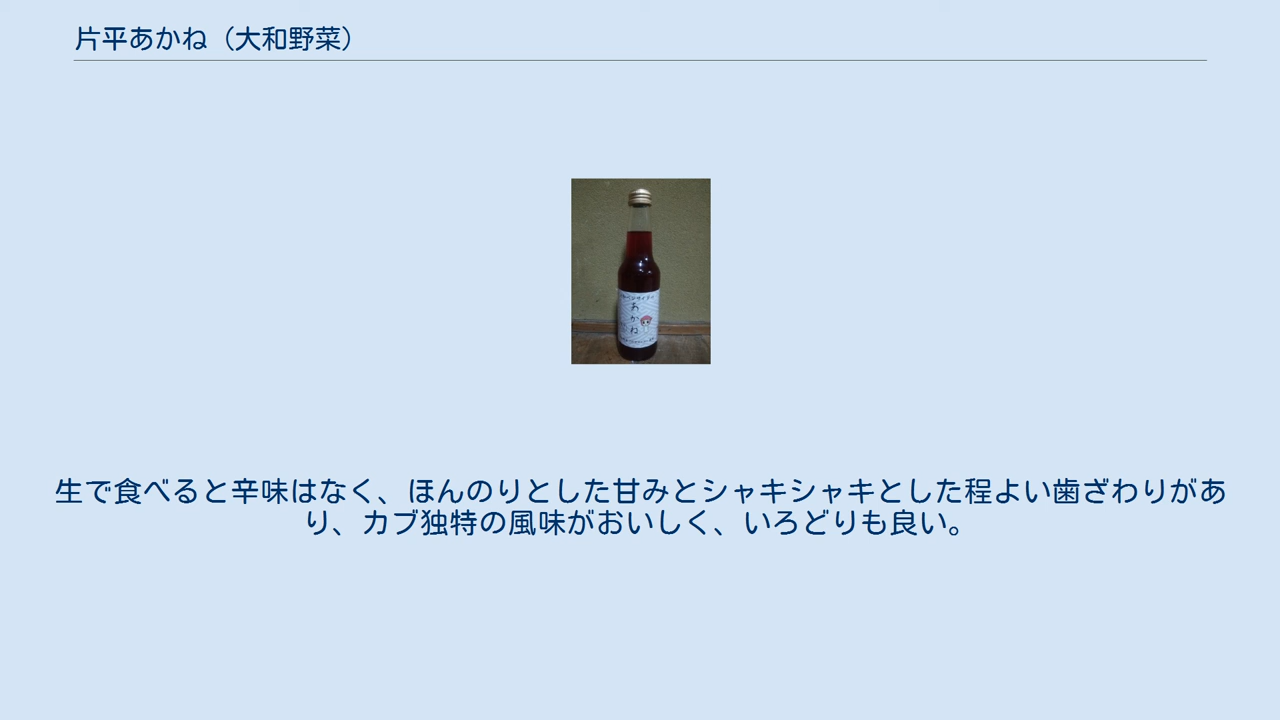 片平あかね（大和野菜）
あかね
生で食べると辛味はなく、ほんのりとした甘みとシャキシャキとした程よい歯ざわりがあ
り、カブ独特の風味がおいしく、いろどりも良い。